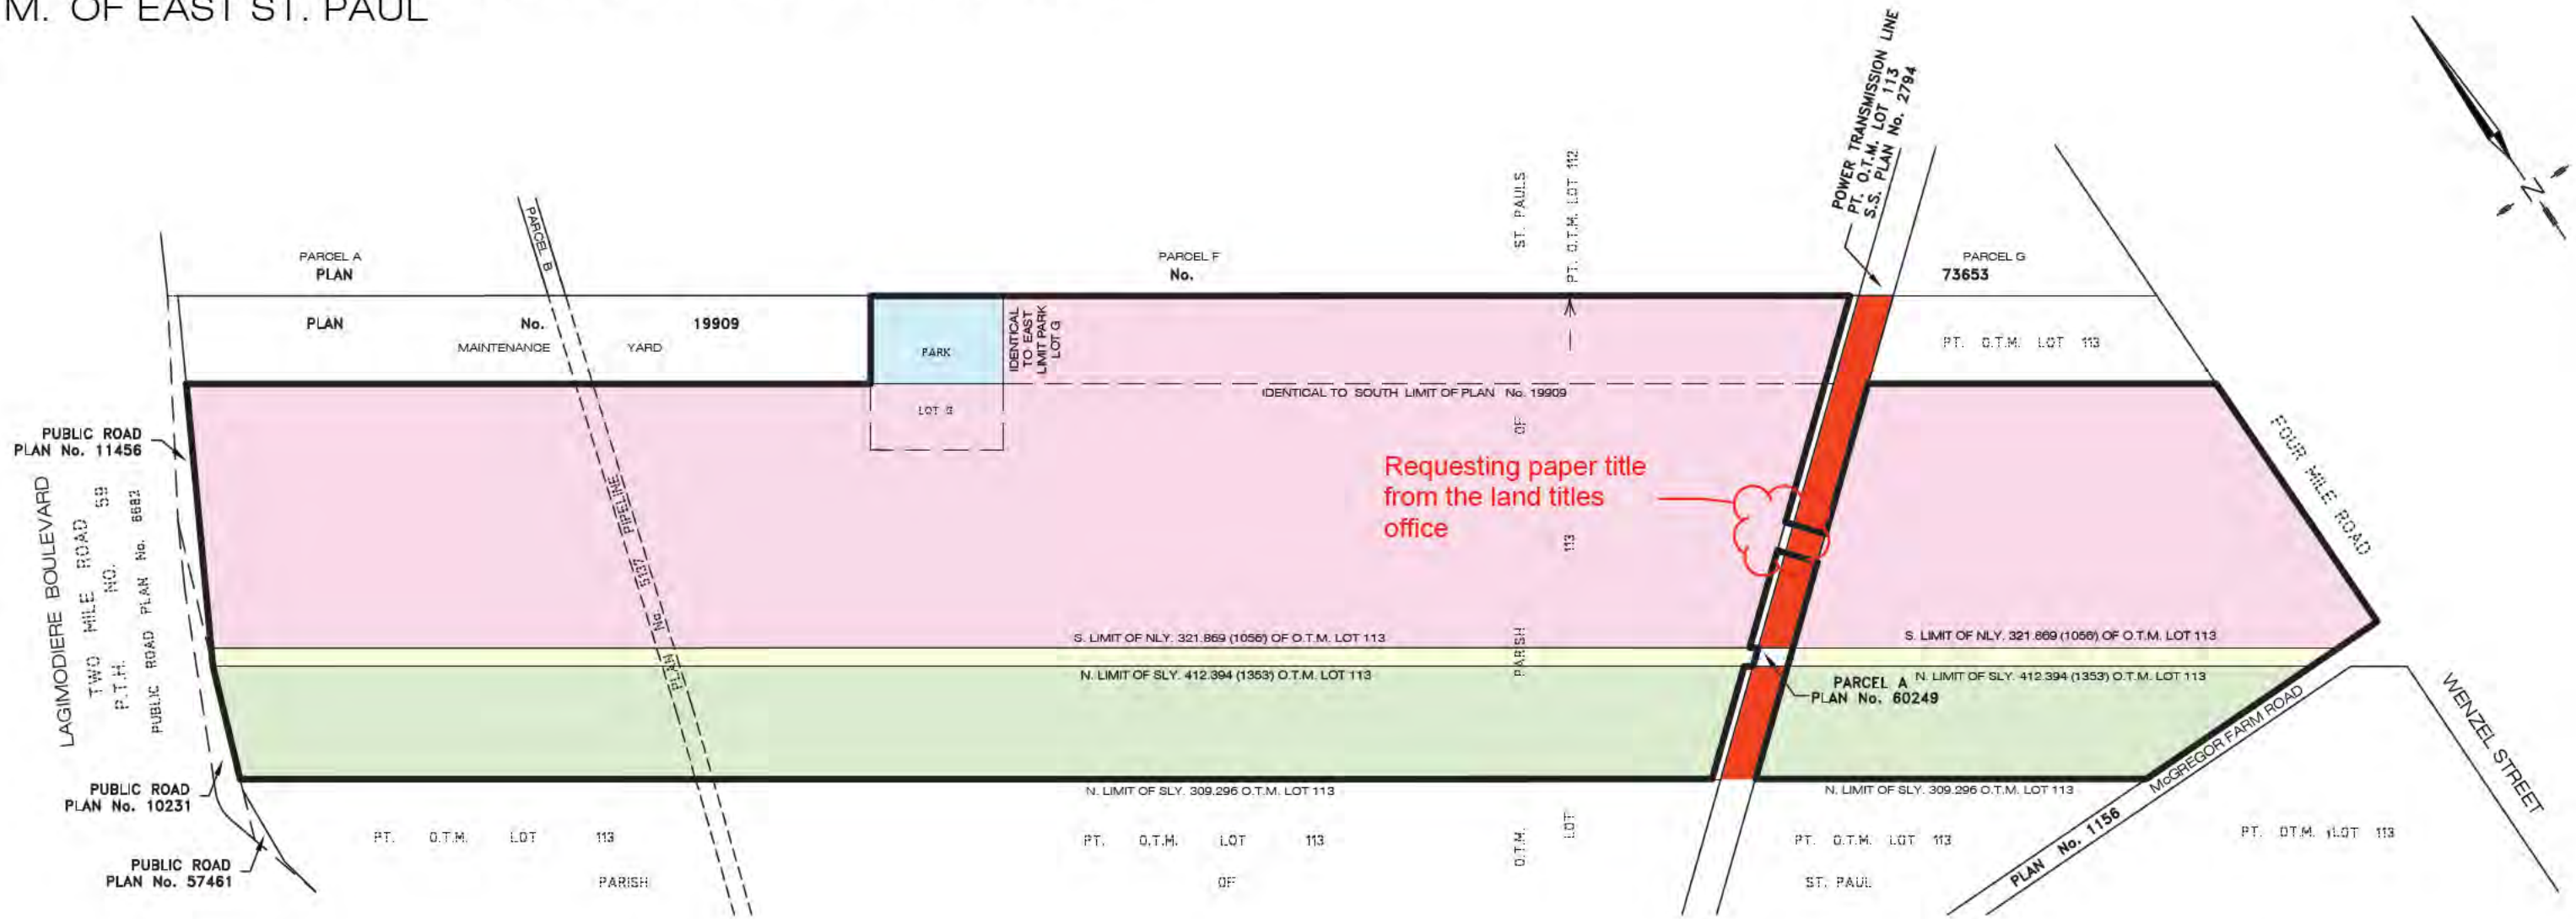 M. OF EAST ST. PAUL
POWER TRANSMISSION LINE
PT. O.T.M. LOT 113
S.S. PLAN No. 2794
N
PARCEL A
PLAN
PARCEL B
PARCEL F
No.
ST. PAULS
PT. O.T.M. LOT 112
PARCEL G
73653
PLAN No. 19909
MAINTENANCE YARD
PARK
IDENTICAL
TO EAST
LIMIT PARK
LOT G
PT. O.T.M. LOT 113
IDENTICAL TO SOUTH LIMIT OF PLAN No. 19909
LOT G
OF
113
FOUR MILE ROAD
PUBLIC ROAD
PLAN No. 11456
LAGIMODIERE BOULEVARD
TWO MILE ROAD 59
P.T.H. NO.
PUBLIC ROAD PLAN No. 6683
PLAN No. 5137 PIPELINE
Requesting paper title
from the land titles
office
S. LIMIT OF NLY. 321.869 (1056') OF O.T.M. LOT 113
S. LIMIT OF NLY. 321.869 (1056') OF O.T.M. LOT 113
PARISH
N. LIMIT OF SLY. 412.394 (1353') O.T.M. LOT 113
N. LIMIT OF SLY. 412.394 (1353') O.T.M. LOT 113
PARCEL A
PLAN No. 60249
McGREGOR FARM ROAD
WENZEL STREET
PUBLIC ROAD
PLAN No. 10231
N. LIMIT OF SLY. 309.296 O.T.M. LOT 113
N. LIMIT OF SLY. 309.296 O.T.M. LOT 113
PLAN No. 1156
PT. O.T.M. LOT 113
PT. O.T.M. LOT 113
O.T.M. LOT
PT. O.T.M. LOT 113
PT. OT.M. LOT 113
PUBLIC ROAD
PLAN No. 57461
PARISH OF ST. PAUL